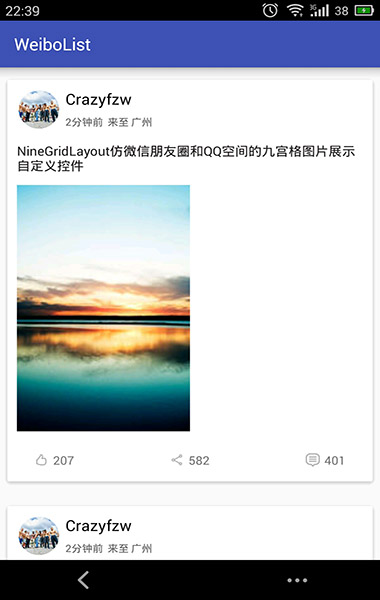 22:39
3G 38
WeiboList
Crazyfzw
2分钟前 来至 广州
NineGridLayout仿微信朋友圈和QQ空间的九宫格图片展示
自定义控件
207 582 401
Crazyfzw
2分钟前 来至 广州